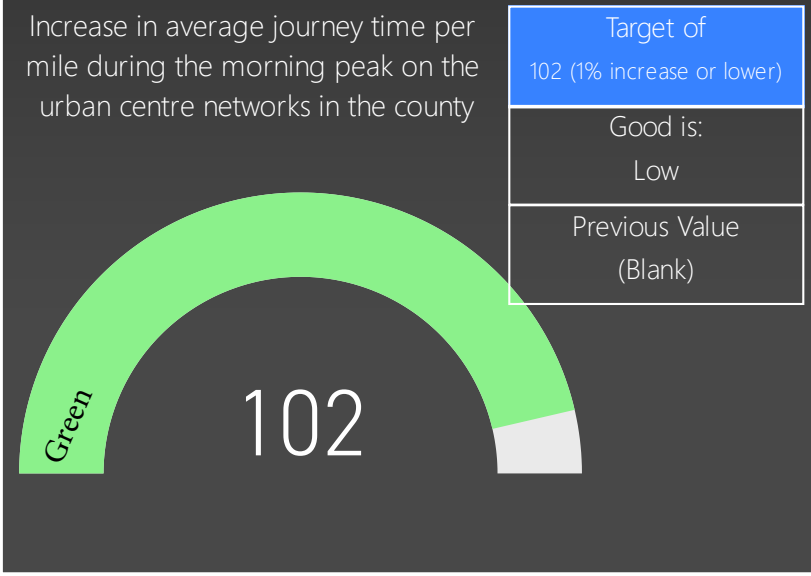 Increase in average journey time per
mile during the morning peak on the
urban centre networks in the county
Target of
102 (1% increase or lower)
Good is:
Low
Previous Value
(Blank)
Green
102